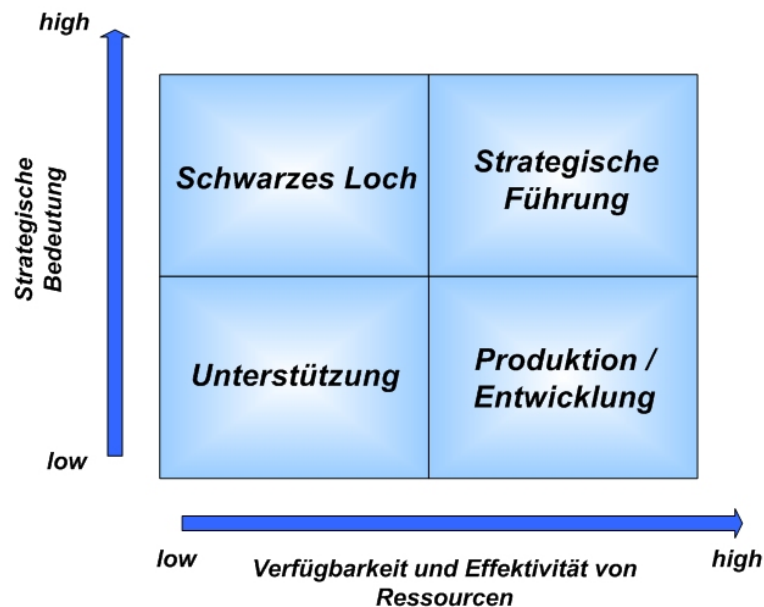 high
Strategische
Bedeutung
Schwarzes Loch
Strategische
Führung
Unterstützung
Produktion /
Entwicklung
low
low
high
Verfügbarkeit und Effektivität von
Ressourcen